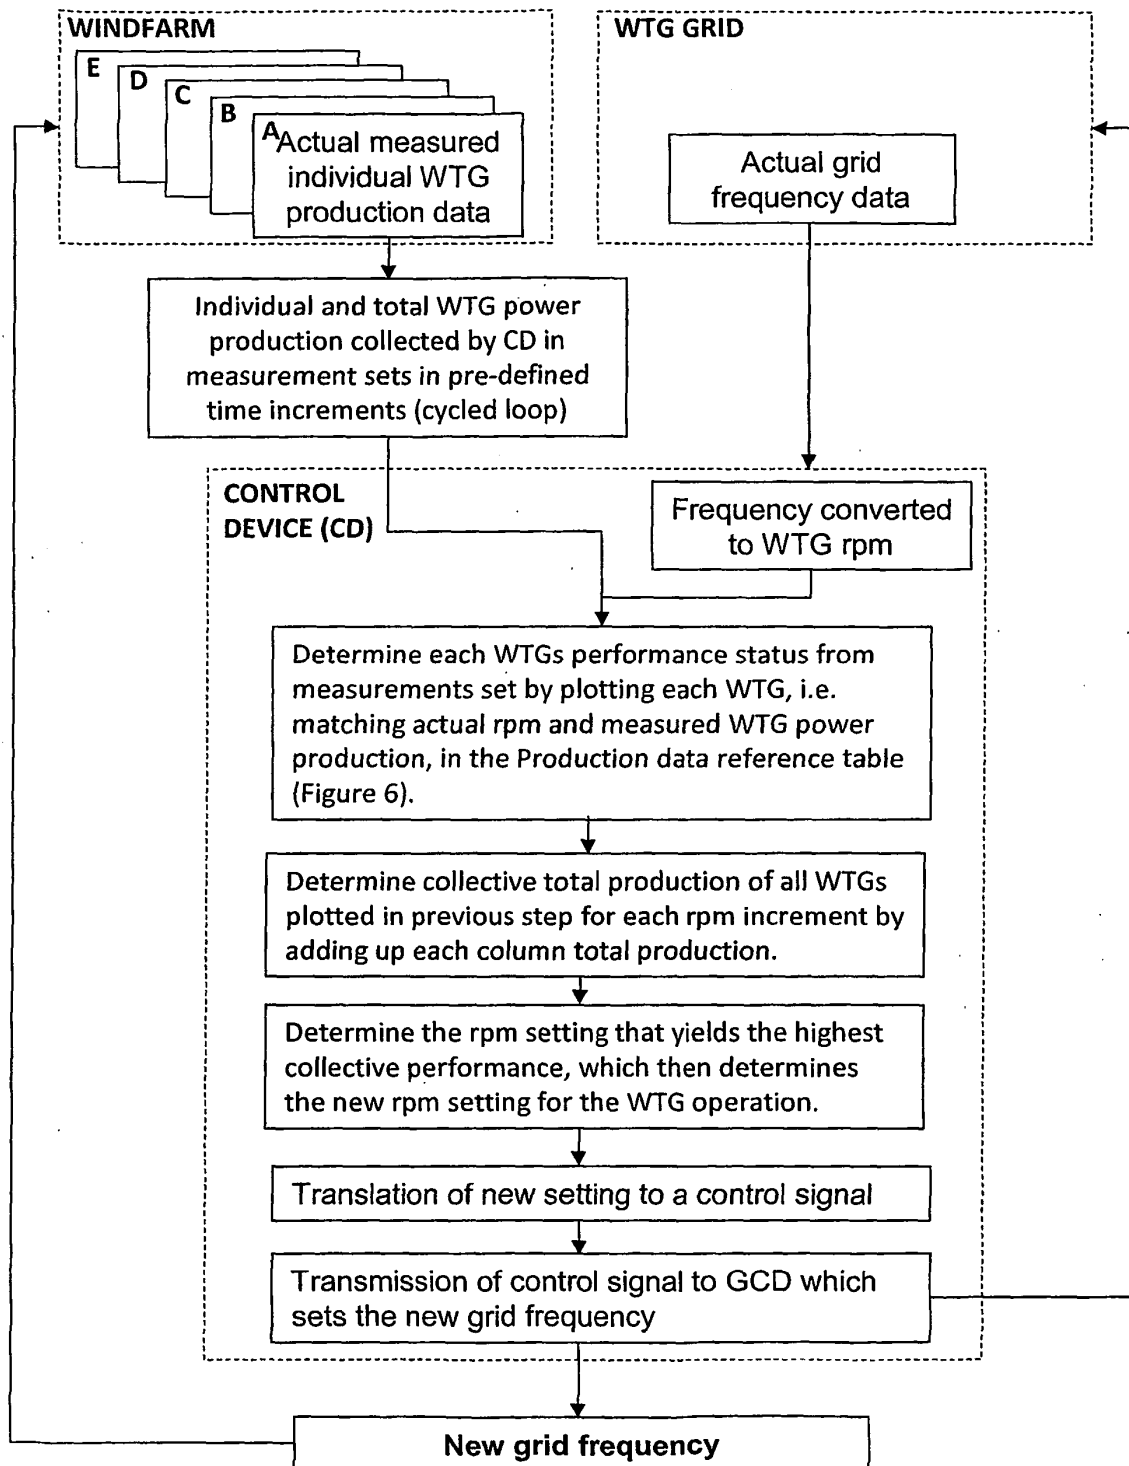 WINDFARM
E
D
C
B
A
Actual measured
individual WTG
production data
WTG GRID
Actual grid
frequency data
Individual and total WTG power
production collected by CD in
measurement sets in pre-defined
time increments (cycled loop)
CONTROL
DEVICE (CD)
Frequency converted
to WTG rpm
Determine each WTGs performance status from
measurements set by plotting each WTG, i.e.
matching actual rpm and measured WTG power
production, in the Production data reference table
(Figure 6).
Determine collective total production of all WTGs
plotted in previous step for each rpm increment by
adding up each column total production.
Determine the rpm setting that yields the highest
collective performance, which then determines
the new rpm setting for the WTG operation.
Translation of new setting to a control signal
Transmission of control signal to GCD which
sets the new grid frequency
New grid frequency